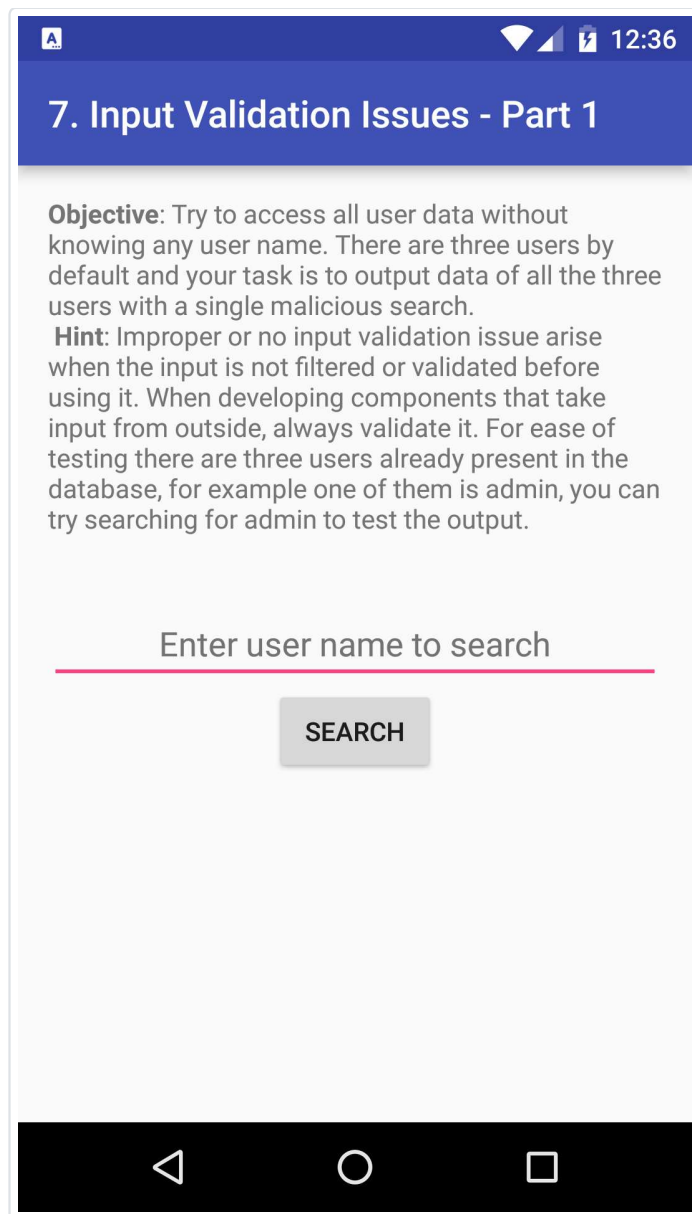 A
12:36
7. Input Validation Issues - Part 1
Objective: Try to access all user data without
knowing any user name. There are three users by
default and your task is to output data of all the three
users with a single malicious search.
Hint: Improper or no input validation issue arise
when the input is not filtered or validated before
using it. When developing components that take
input from outside, always validate it. For ease of
testing there are three users already present in the
database, for example one of them is admin, you can
try searching for admin to test the output.
Enter user name to search
SEARCH